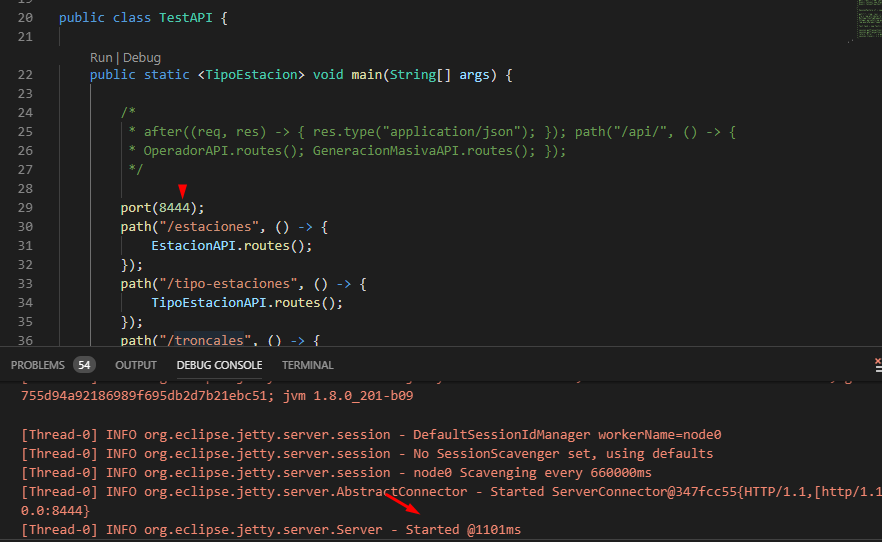 20 public class TestAPI {
21
Run | Debug
22 public static <TipoEstacion> void main(String[] args) {
23
24 /*
25 * after((req, res) -> { res.type("application/json"); }); path("/api/", () -> {
26 * OperadorAPI.routes(); GeneracionMasivaAPI.routes(); });
27 */
28
29 port(8444);
30 path("/estaciones", () -> {
31 EstacionAPI.routes();
32 });
33 path("/tipo-estaciones", () -> {
34 TipoEstacionAPI.routes();
35 });
36 path("/troncales", () -> {
PROBLEMS 54 OUTPUT DEBUG CONSOLE TERMINAL
755d94a92186989f695db2d7b21ebc51; jvm 1.8.0_201-b09
[Thread-0] INFO org.eclipse.jetty.server.session - DefaultSessionIdManager workerName=node0
[Thread-0] INFO org.eclipse.jetty.server.session - No SessionScavenger set, using defaults
[Thread-0] INFO org.eclipse.jetty.server.session - node0 Scavenging every 660000ms
[Thread-0] INFO org.eclipse.jetty.server.AbstractConnector - Started ServerConnector@347fcc55{HTTP/1.1,[http/1.1
0.0:8444}
[Thread-0] INFO org.eclipse.jetty.server.Server - Started @1101ms